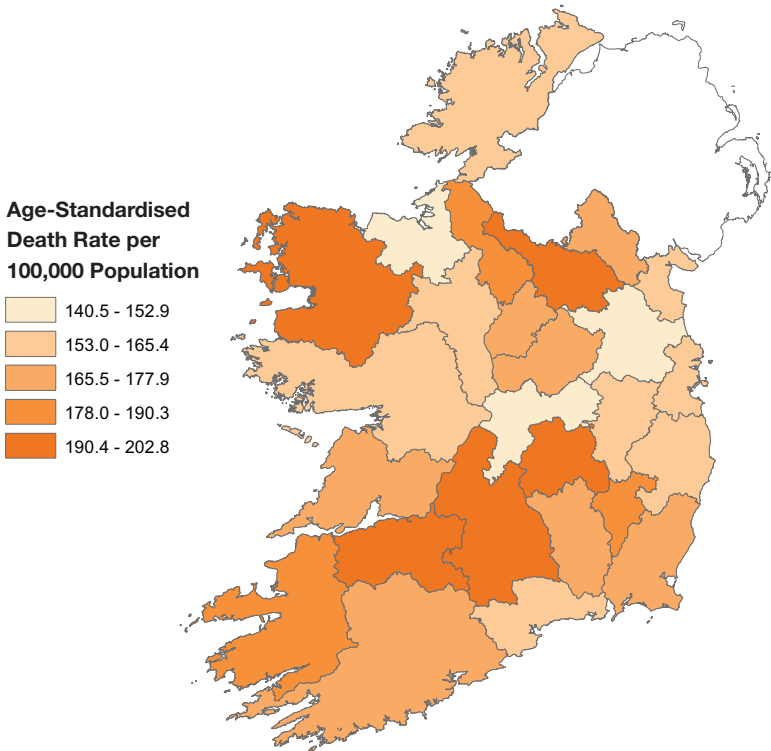 Age-Standardised
Death Rate per
100,000 Population
140.5 - 152.9
153.0 - 165.4
165.5 - 177.9
178.0 - 190.3
190.4 - 202.8